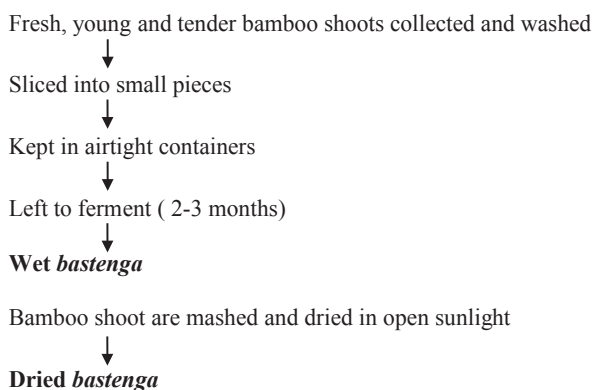 Fresh, young and tender bamboo shoots collected and washed
Sliced into small pieces
Kept in airtight containers
Left to ferment ( 2-3 months)
Wet bastenga
Bamboo shoot are mashed and dried in open sunlight
Dried bastenga